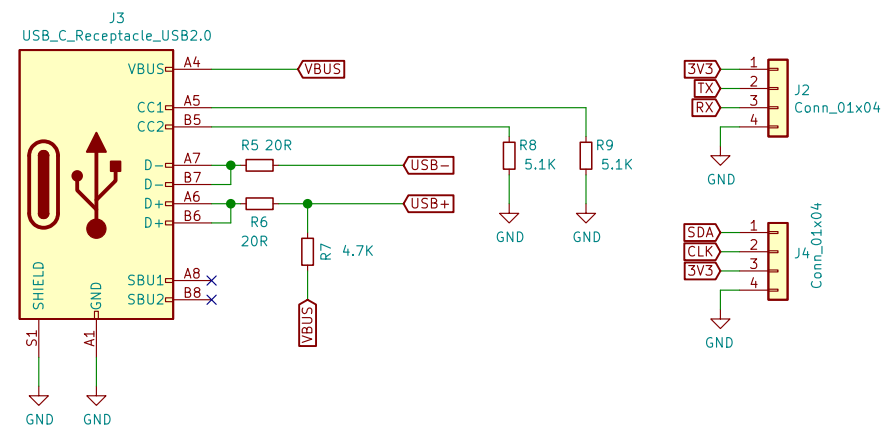 J3
USB_C_Receptacle_USB2.0
VBUS A4 VBUS
CC1 A5
CC2 B5
D- A7 R5 20R USB-
D- B7
D+ A6 USB+
D+ B6 R6
20R
R7 4.7K
VBUS
SBU1 A8
SBU2 B8
SHIELD
GND
S1
A1
GND
GND
R8
5.1K
GND
R9
5.1K
GND
3V3 1 J2
TX 2
RX 3 Conn_01x04
4
GND
SDA 1
CLK 2 J4
3V3 3 Conn_01x04
4
GND